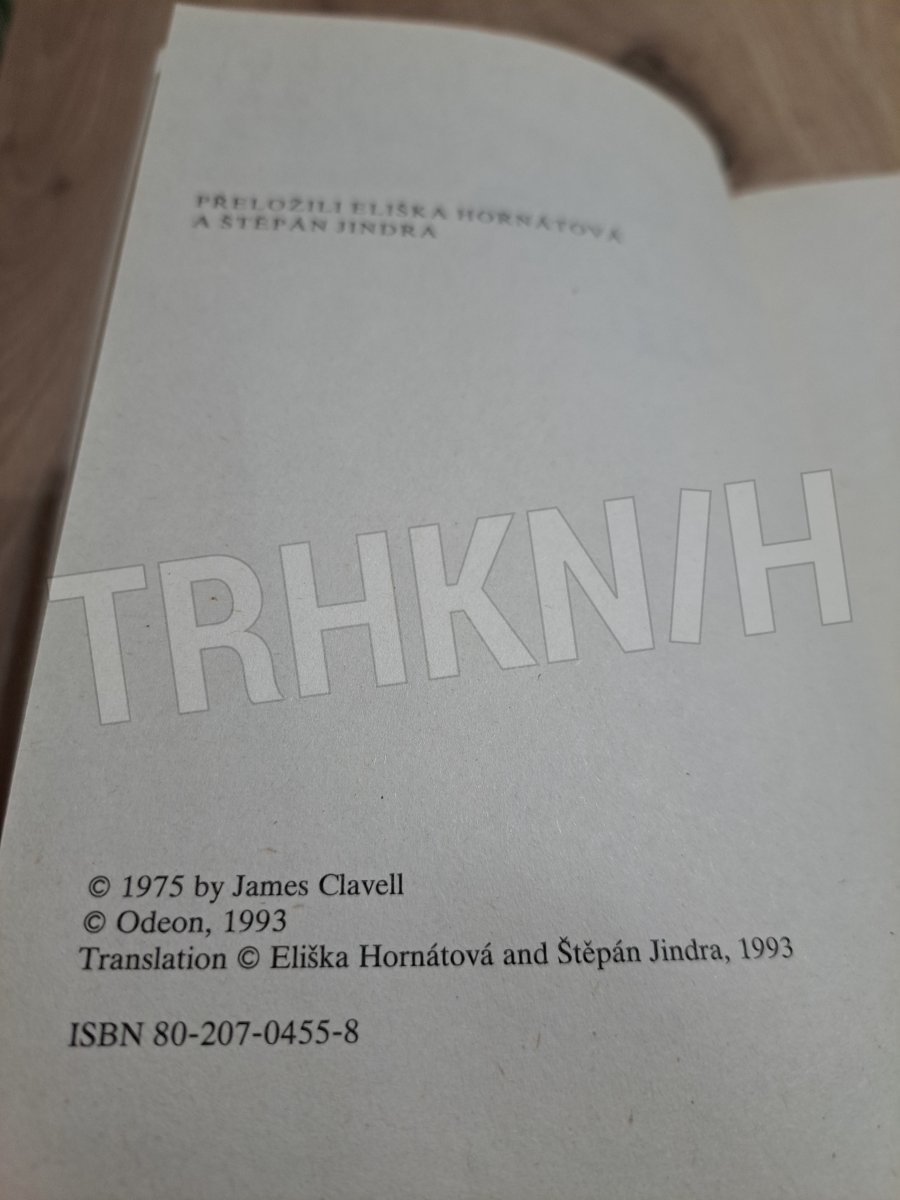 PŘELOŽILI ELIŠKA HORNÁTOVÁ
A ŠTĚPÁN JINDRA
TRHKNIH
© 1975 by James Clavell
© Odeon, 1993
Translation © Eliška Hornátová and Štěpán Jindra, 1993
ISBN 80-207-0455-8